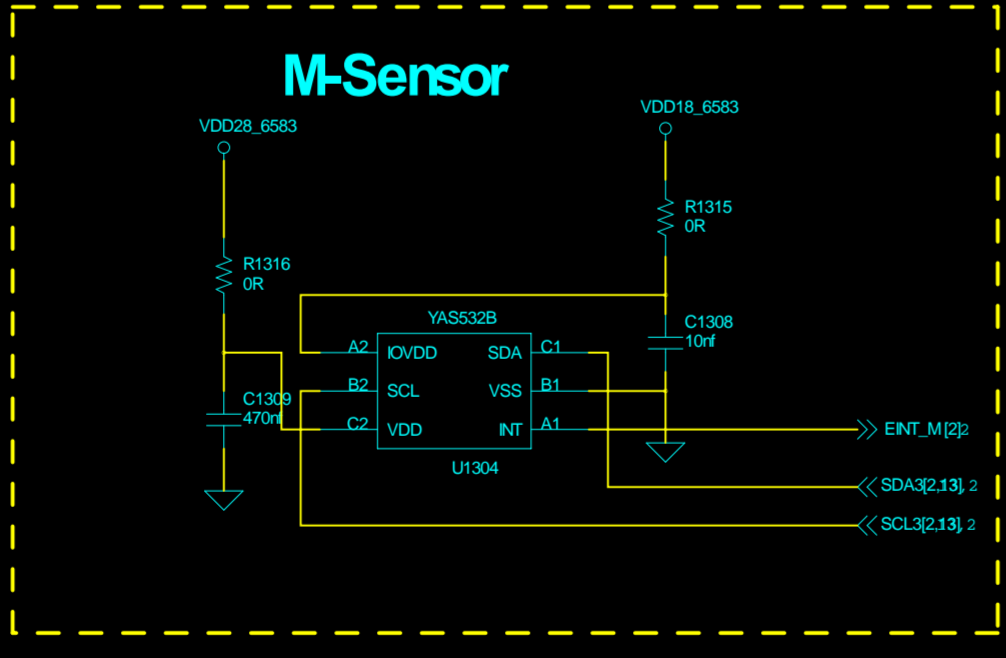 M-Sensor
VDD28_6583
VDD18_6583
R1315
0R
R1316
0R
YAS532B
C1308
10nf
A2 IOVDD SDA C1
B2 SCL VSS B1
C2 VDD INT A1
C1309
470nf
U1304
EINT_M [2]2
SDA3[2,13], 2
SCL3[2,13], 2